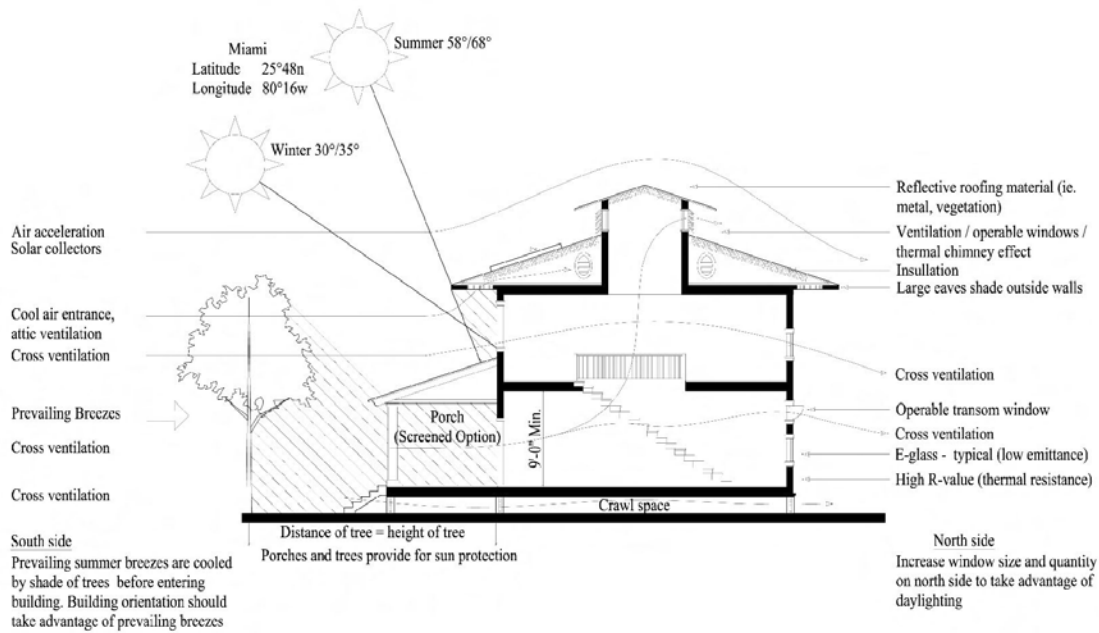 Miami
Latitude 25°48n
Longitude 80°16w
Summer 58°/68°
Winter 30°/35°
Air acceleration
Solar collectors
Cool air entrance,
attic ventilation
Cross ventilation
Prevailing Breezes
Cross ventilation
Cross ventilation
South side
Prevailing summer breezes are cooled
by shade of trees before entering
building. Building orientation should
take advantage of prevailing breezes
Porch
(Screened Option)
9'-0" Min.
Crawl space
Distance of tree = height of tree
Porches and trees provide for sun protection
Reflective roofing material (ie.
metal, vegetation)
Ventilation / operable windows /
thermal chimney effect
Insullation
Large eaves shade outside walls
Cross ventilation
Operable transom window
Cross ventilation
E-glass - typical (low emittance)
High R-value (thermal resistance)
North side
Increase window size and quantity
on north side to take advantage of
daylighting